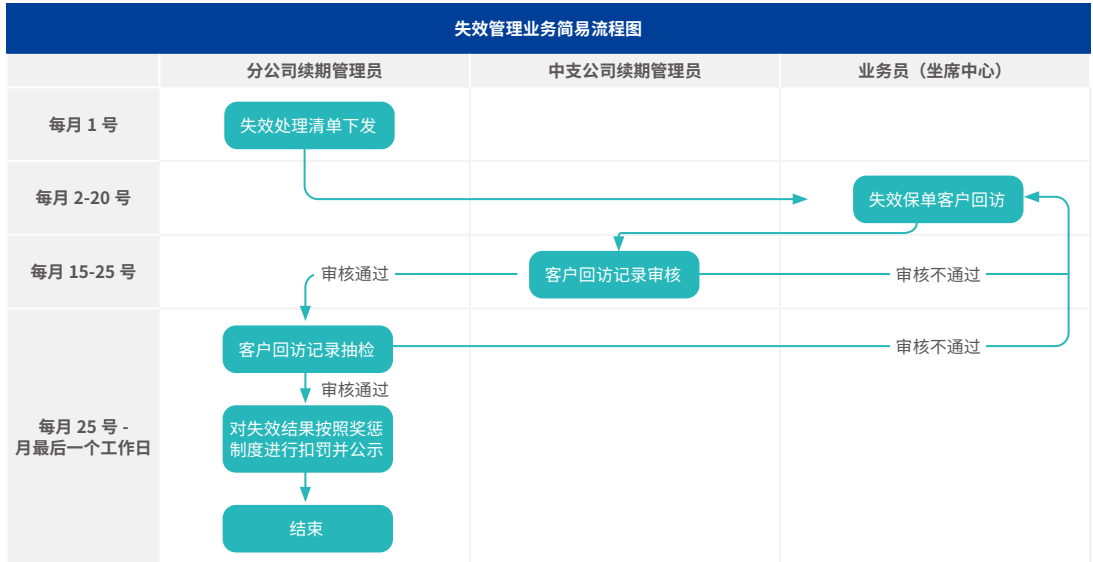 失效管理业务简易流程图
分公司续期管理员
中支公司续期管理员
业务员（坐席中心）
每月 1 号
失效处理清单下发
每月 2-20 号
失效保单客户回访
每月 15-25 号
审核通过
客户回访记录审核
审核不通过
客户回访记录抽检
审核不通过
审核通过
每月 25 号 -
月最后一个工作日
对失效结果按照奖惩
制度进行扣罚并公示
结束